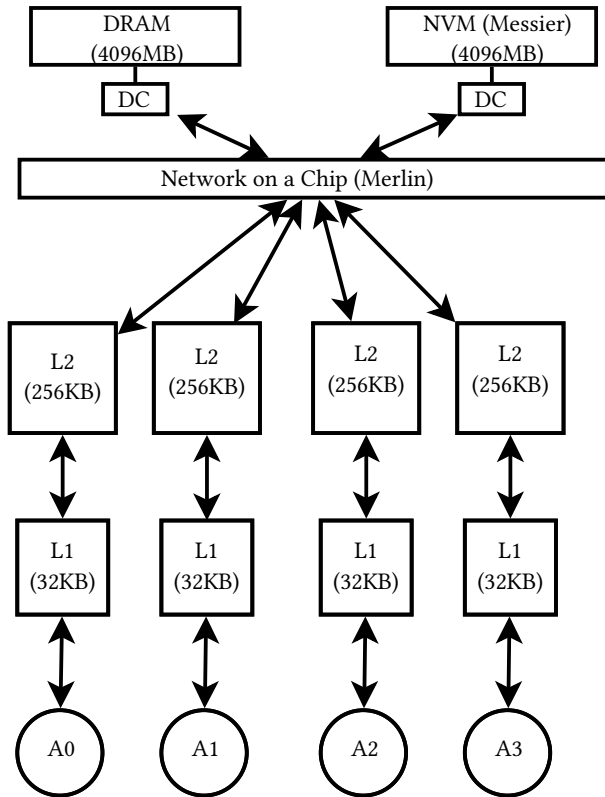 DRAM
(4096MB)
NVM (Messier)
(4096MB)
DC
DC
Network on a Chip (Merlin)
L2
(256KB)
L2
(256KB)
L2
(256KB)
L2
(256KB)
L1
(32KB)
L1
(32KB)
L1
(32KB)
L1
(32KB)
A0
A1
A2
A3